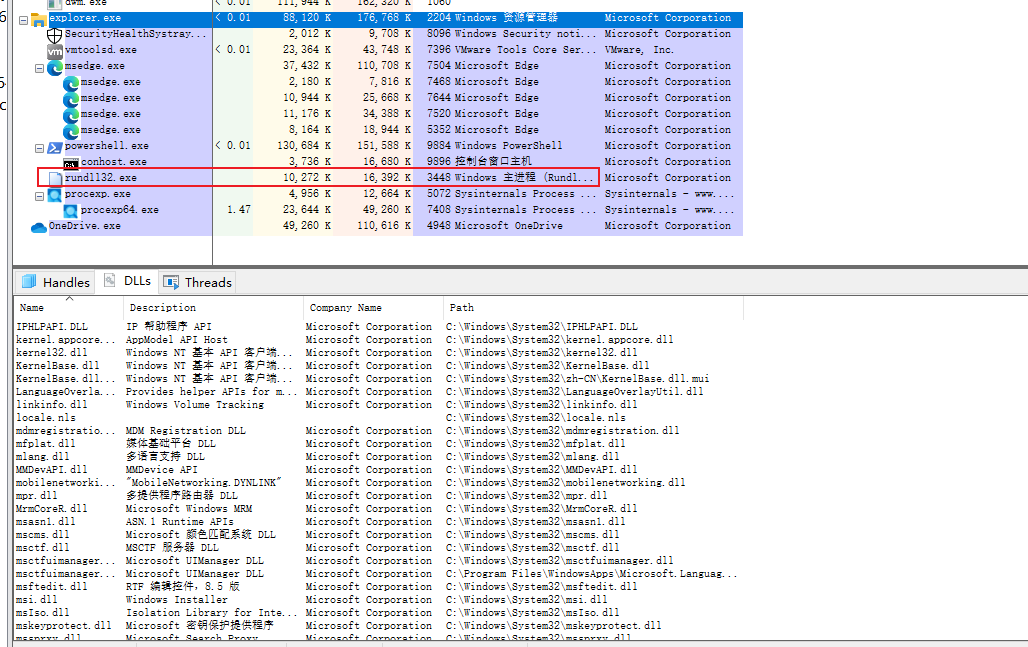 dwm.exe < 0.01 111,944 K 162,320 K 1060
explorer.exe < 0.01 88,120 K 176,768 K 2204 Windows 资源管理器 Microsoft Corporation
SecurityHealthSystray... 2,012 K 9,708 K 8096 Windows Security noti... Microsoft Corporation
vmtoolsd.exe < 0.01 23,364 K 43,748 K 7396 VMware Tools Core Ser... VMware, Inc.
msedge.exe 37,432 K 110,708 K 7504 Microsoft Edge Microsoft Corporation
msedge.exe 2,180 K 7,816 K 7468 Microsoft Edge Microsoft Corporation
msedge.exe 10,944 K 25,668 K 7644 Microsoft Edge Microsoft Corporation
msedge.exe 11,176 K 34,388 K 7520 Microsoft Edge Microsoft Corporation
msedge.exe 8,164 K 18,944 K 5352 Microsoft Edge Microsoft Corporation
powershell.exe < 0.01 130,684 K 151,588 K 9884 Windows PowerShell Microsoft Corporation
conhost.exe 3,736 K 16,680 K 9896 控制台窗口主机 Microsoft Corporation
rundll32.exe 10,272 K 16,392 K 3448 Windows 主进程 (Rundl... Microsoft Corporation
procexp.exe 4,956 K 12,664 K 5072 Sysinternals Process ... Sysinternals - www....
procexp64.exe 1.47 23,644 K 49,260 K 7408 Sysinternals Process ... Sysinternals - www....
OneDrive.exe 49,260 K 110,616 K 4948 Microsoft OneDrive Microsoft Corporation
Handles DLLs Threads
Name Description Company Name Path
IPHLPAPI.DLL IP 帮助程序 API Microsoft Corporation C:\Windows\System32\IPHLPAPI.DLL
kernel.appcore... AppModel API Host Microsoft Corporation C:\Windows\System32\kernel.appcore.dll
kernel32.dll Windows NT 基本 API 客户端... Microsoft Corporation C:\Windows\System32\kernel32.dll
KernelBase.dll Windows NT 基本 API 客户端... Microsoft Corporation C:\Windows\System32\KernelBase.dll
KernelBase.dll... Windows NT 基本 API 客户端... Microsoft Corporation C:\Windows\System32\zh-CN\KernelBase.dll.mui
LanguageOverla... Provides helper APIs for m... Microsoft Corporation C:\Windows\System32\LanguageOverlayUtil.dll
linkinfo.dll Windows Volume Tracking Microsoft Corporation C:\Windows\System32\linkinfo.dll
locale.nls C:\Windows\System32\locale.nls
mdmregistratio... MDM Registration DLL Microsoft Corporation C:\Windows\System32\mdmregistration.dll
mfplat.dll 媒体基础平台 DLL Microsoft Corporation C:\Windows\System32\mfplat.dll
mlang.dll 多语言支持 DLL Microsoft Corporation C:\Windows\System32\mlang.dll
MMDevAPI.dll MMDevice API Microsoft Corporation C:\Windows\System32\MMDevAPI.dll
mobilenetworki... "MobileNetworking.DYNLINK" Microsoft Corporation C:\Windows\System32\mobilenetworking.dll
mpr.dll 多提供程序路由器 DLL Microsoft Corporation C:\Windows\System32\mpr.dll
MrmCoreR.dll Microsoft Windows MRM Microsoft Corporation C:\Windows\System32\MrmCoreR.dll
msasn1.dll ASN.1 Runtime APIs Microsoft Corporation C:\Windows\System32\msasn1.dll
mscms.dll Microsoft 颜色匹配系统 DLL Microsoft Corporation C:\Windows\System32\mscms.dll
msctf.dll MSCTF 服务器 DLL Microsoft Corporation C:\Windows\System32\msctf.dll
msctfuimanager... Microsoft UIManager DLL Microsoft Corporation C:\Windows\System32\msctfuimanager.dll
msctfuimanager... Microsoft UIManager DLL Microsoft Corporation C:\Program Files\WindowsApps\Microsoft.Languag...
msftedit.dll RTF 编辑控件，8.5 版 Microsoft Corporation C:\Windows\System32\msftedit.dll
msi.dll Windows Installer Microsoft Corporation C:\Windows\System32\msi.dll
msIso.dll Isolation Library for Inte... Microsoft Corporation C:\Windows\System32\msIso.dll
mskeyprotect.dll Microsoft 密钥保护提供程序 Microsoft Corporation C:\Windows\System32\mskeyprotect.dll
mssprxy.dll Microsoft Search Proxy Microsoft Corporation C:\Windows\System32\mssprxy.dll